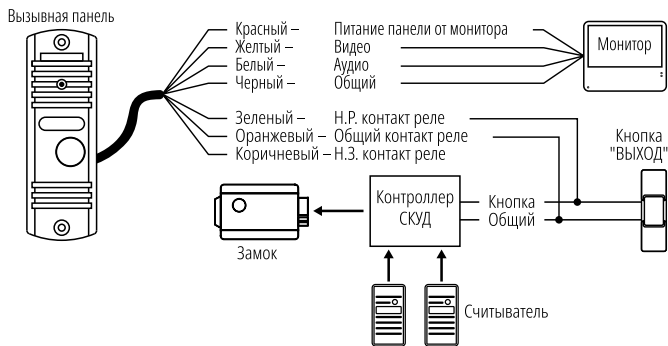 Вызывная панель
Красный – Питание панели от монитора
Желтый – Видео
Белый – Аудио
Черный – Общий
Монитор
Зеленый – Н.Р. контакт реле
Оранжевый – Общий контакт реле
Коричневый – Н.З. контакт реле
Кнопка
"ВЫХОД"
Контроллер
СКУД
Кнопка
Общий
Замок
Считыватель